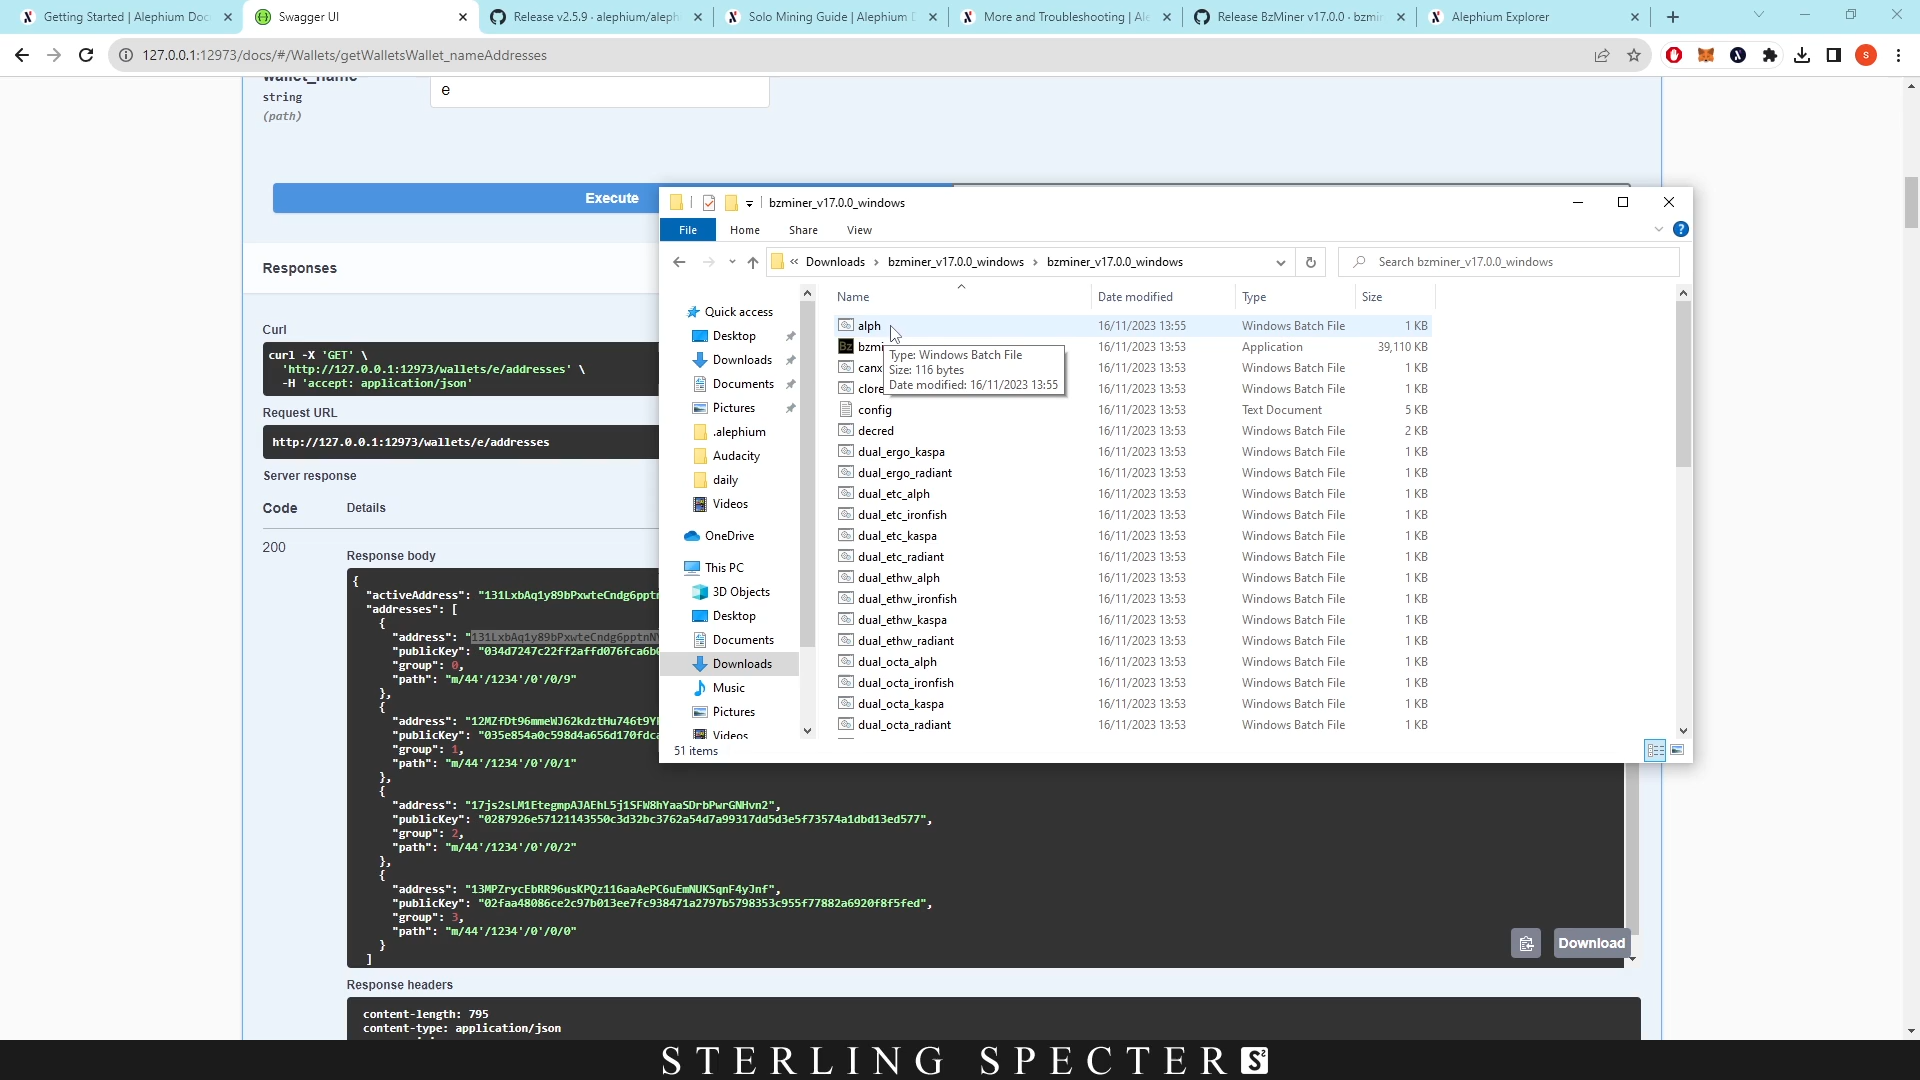 Getting Started | Alephium Doc
Swagger UI
Release v2.5.9 - alephium/aleph
Solo Mining Guide | Alephium D
More and Troubleshooting | Ale
Release BzMiner v17.0.0 · bzmin
Alephium Explorer
127.0.0.1:12973/docs/#/Wallets/getWalletsWallet_nameAddresses
S
wallet_name
string
(path)
e
Execute
Responses
Curl
curl -X 'GET' \
'http://127.0.0.1:12973/wallets/e/addresses' \
-H 'accept: application/json'
Request URL
http://127.0.0.1:12973/wallets/e/addresses
Server response
Code
Details
200
Response body
{
"activeAddress": "131LxbAq1y89bPxwteCndg6pptn
"addresses": [
{
"address": "131LxbAq1y89bPxwteCndg6pptnN
"publicKey": "034d7247c22ff2affd076fca6b
"group": 0,
"path": "m/44'/1234'/0'/0/9"
},
{
"address": "12MZfDt96mmeWJ62kdztHu746t9Y
"publicKey": "035e854a0c598d4a656d170fdc
"group": 1,
"path": "m/44'/1234'/0'/0/1"
},
{
"address": "17js2sLM1EtegmpAJAEhL5j1SFW8hYaaSDrbPwrGNHvn2",
"publicKey": "0287926e57121143550c3d32bc3762a54d7a99317dd5d3e5f73574a1dbd13ed577",
"group": 2,
"path": "m/44'/1234'/0'/0/2"
},
{
"address": "13MPZrycEbRR96usKPQz116aaAePC6uEmNUKSqnF4yJnf",
"publicKey": "02faa48086ce2c97b013ee7fc938471a2797b5798353c955f77882a6920f8f5fed",
"group": 3,
"path": "m/44'/1234'/0'/0/0"
}
]
Download
Response headers
content-length: 795
content-type: application/json
bzminer_v17.0.0_windows
File Home Share View
« Downloads › bzminer_v17.0.0_windows › bzminer_v17.0.0_windows
Search bzminer_v17.0.0_windows
Quick access
Desktop
Downloads
Documents
Pictures
.alephium
Audacity
daily
Videos
OneDrive
This PC
3D Objects
Desktop
Documents
Downloads
Music
Pictures
Videos
Name Date modified Type Size
alph 16/11/2023 13:55 Windows Batch File 1 KB
bzmi 16/11/2023 13:53 Application 39,110 KB
canx 16/11/2023 13:53 Windows Batch File 1 KB
clore 16/11/2023 13:53 Windows Batch File 1 KB
config 16/11/2023 13:53 Text Document 5 KB
decred 16/11/2023 13:53 Windows Batch File 2 KB
dual_ergo_kaspa 16/11/2023 13:53 Windows Batch File 1 KB
dual_ergo_radiant 16/11/2023 13:53 Windows Batch File 1 KB
dual_etc_alph 16/11/2023 13:53 Windows Batch File 1 KB
dual_etc_ironfish 16/11/2023 13:53 Windows Batch File 1 KB
dual_etc_kaspa 16/11/2023 13:53 Windows Batch File 1 KB
dual_etc_radiant 16/11/2023 13:53 Windows Batch File 1 KB
dual_ethw_alph 16/11/2023 13:53 Windows Batch File 1 KB
dual_ethw_ironfish 16/11/2023 13:53 Windows Batch File 1 KB
dual_ethw_kaspa 16/11/2023 13:53 Windows Batch File 1 KB
dual_ethw_radiant 16/11/2023 13:53 Windows Batch File 1 KB
dual_octa_alph 16/11/2023 13:53 Windows Batch File 1 KB
dual_octa_ironfish 16/11/2023 13:53 Windows Batch File 1 KB
dual_octa_kaspa 16/11/2023 13:53 Windows Batch File 1 KB
dual_octa_radiant 16/11/2023 13:53 Windows Batch File 1 KB
Type: Windows Batch File
Size: 116 bytes
Date modified: 16/11/2023 13:55
51 items
STERLING SPECTER S²